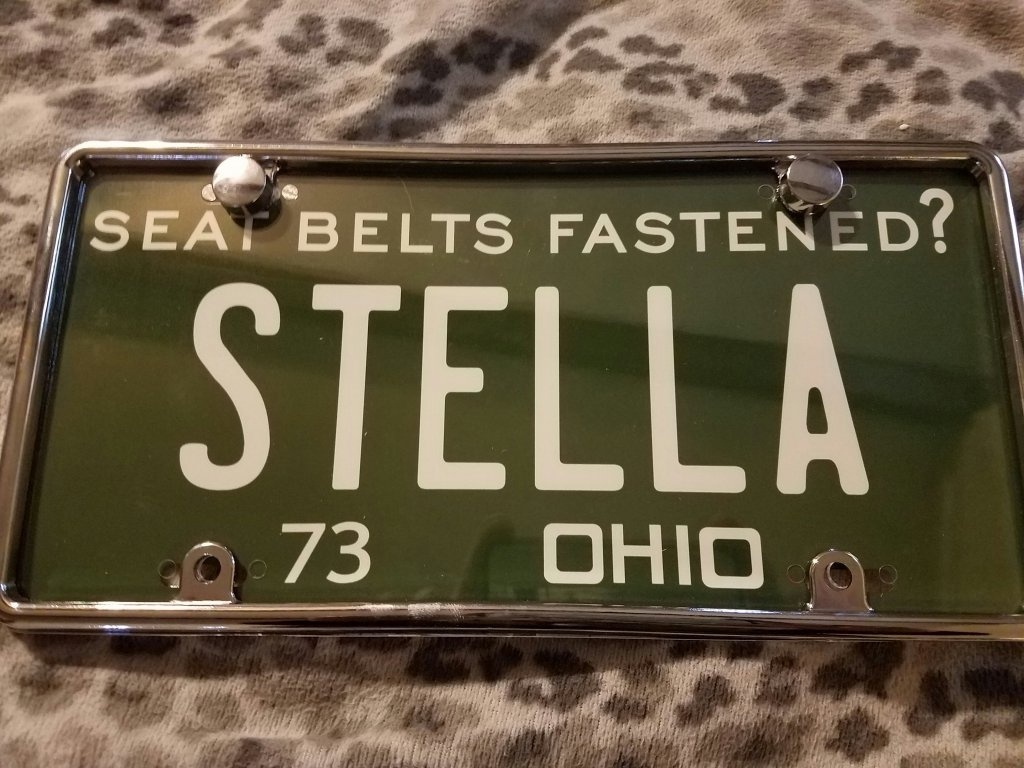 SEAT BELTS FASTENED?
STELLA
73 OHIO